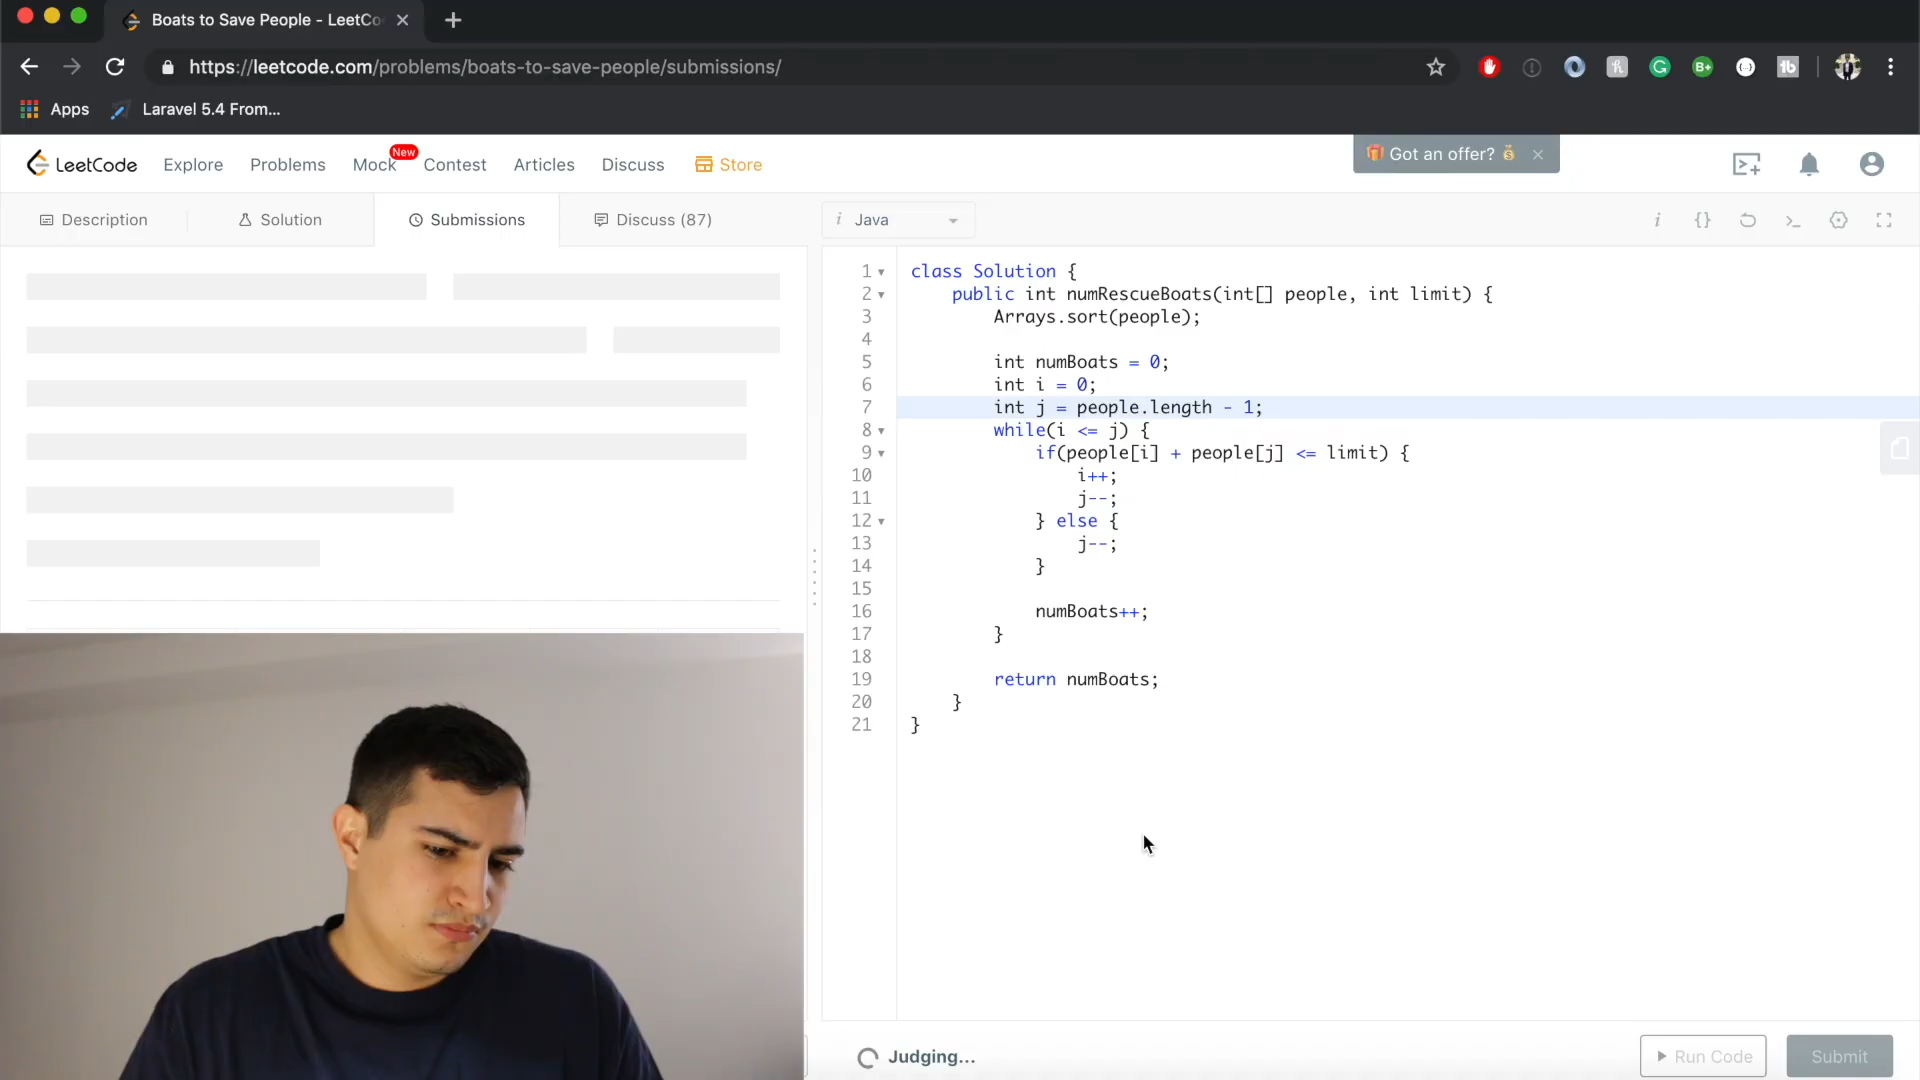 Boats to Save People - LeetCo
https://leetcode.com/problems/boats-to-save-people/submissions/
Apps
Laravel 5.4 From...
LeetCode Explore Problems Mock New Contest Articles Discuss Store
🎁 Got an offer? 💰 ×
Description Solution Submissions Discuss (87)
i Java
1 class Solution {
2 public int numRescueBoats(int[] people, int limit) {
3 Arrays.sort(people);
4
5 int numBoats = 0;
6 int i = 0;
7 int j = people.length - 1;
8 while(i <= j) {
9 if(people[i] + people[j] <= limit) {
10 i++;
11 j--;
12 } else {
13 j--;
14 }
15
16 numBoats++;
17 }
18
19 return numBoats;
20 }
21 }
Judging...
Run Code
Submit